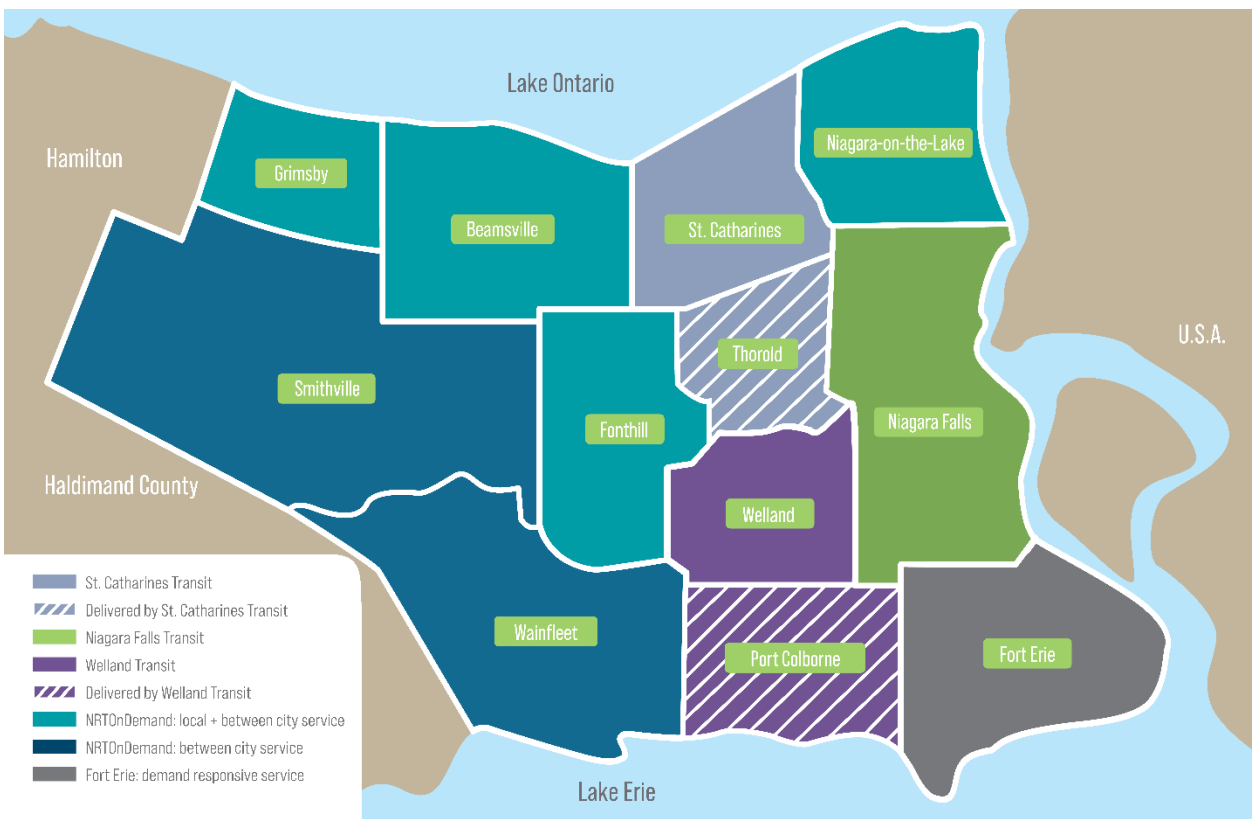 Lake Ontario
Hamilton
Grimsby
Beamsville
St. Catharines
Niagara-on-the-Lake
U.S.A.
Smithville
Thorold
Fonthill
Niagara Falls
Haldimand County
Welland
Wainfleet
Port Colborne
Fort Erie
Lake Erie
St. Catharines Transit
Delivered by St. Catharines Transit
Niagara Falls Transit
Welland Transit
Delivered by Welland Transit
NRTOnDemand: local + between city service
NRTOnDemand: between city service
Fort Erie: demand responsive service